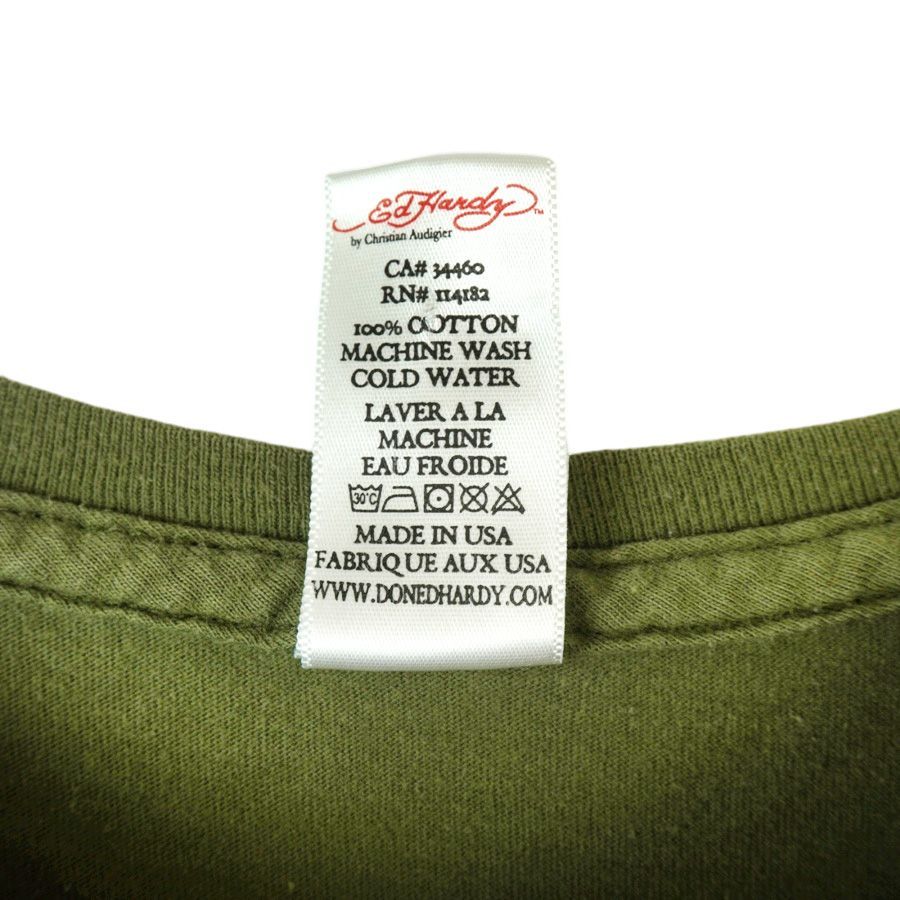 Ed Hardy™
by Christian Audigier
CA# 34460
RN# 114182
100% COTTON
MACHINE WASH
COLD WATER
LAVER A LA
MACHINE
EAU FROIDE
30°C
MADE IN USA
FABRIQUE AUX USA
WWW.DONEDHARDY.COM